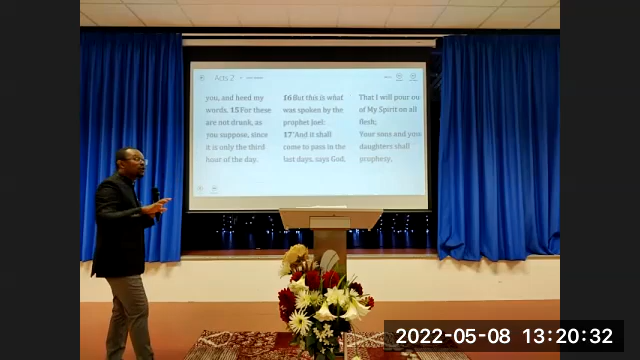 Acts 2
you, and heed my
words. 15 For these
are not drunk, as
you suppose, since
it is only the third
hour of the day.
16 But this is what
was spoken by the
prophet Joel:
17 'And it shall
come to pass in the
last days, says God,
That I will pour ou
of My Spirit on all
flesh;
Your sons and your
daughters shall
prophesy,
2022-05-08 13:20:32